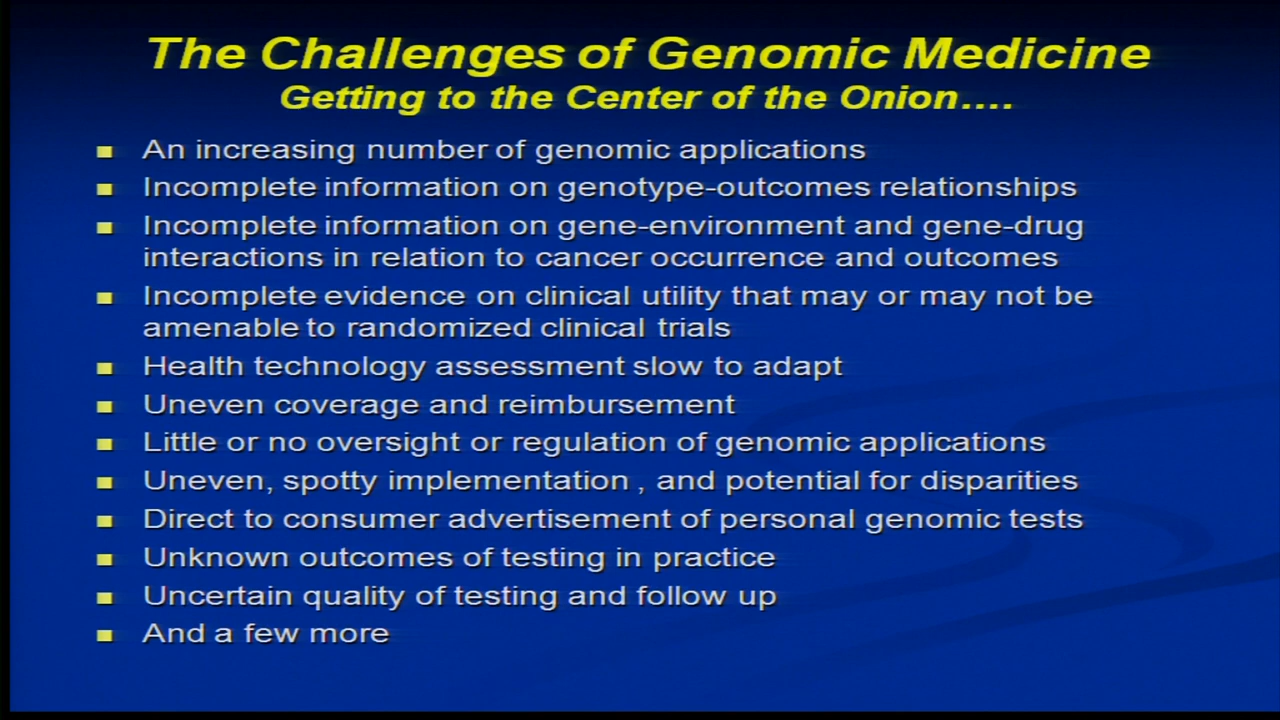 The Challenges of Genomic Medicine
Getting to the Center of the Onion....
An increasing number of genomic applications
Incomplete information on genotype-outcomes relationships
Incomplete information on gene-environment and gene-drug
interactions in relation to cancer occurrence and outcomes
Incomplete evidence on clinical utility that may or may not be
amenable to randomized clinical trials
Health technology assessment slow to adapt
Uneven coverage and reimbursement
Little or no oversight or regulation of genomic applications
Uneven, spotty implementation , and potential for disparities
Direct to consumer advertisement of personal genomic tests
Unknown outcomes of testing in practice
Uncertain quality of testing and follow up
And a few more